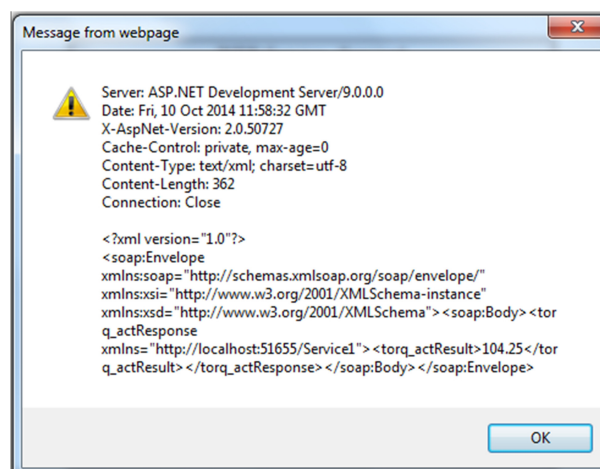 Message from webpage
Server: ASP.NET Development Server/9.0.0.0
Date: Fri, 10 Oct 2014 11:58:32 GMT
X-AspNet-Version: 2.0.50727
Cache-Control: private, max-age=0
Content-Type: text/xml; charset=utf-8
Content-Length: 362
Connection: Close
<?xml version="1.0"?>
<soap:Envelope
xmlns:soap="http://schemas.xmlsoap.org/soap/envelope/"
xmlns:xsi="http://www.w3.org/2001/XMLSchema-instance"
xmlns:xsd="http://www.w3.org/2001/XMLSchema"><soap:Body><tor
q_actResponse
xmlns="http://localhost:51655/Service1"><torq_actResult>104.25</tor
q_actResult></torq_actResponse></soap:Body></soap:Envelope>
OK